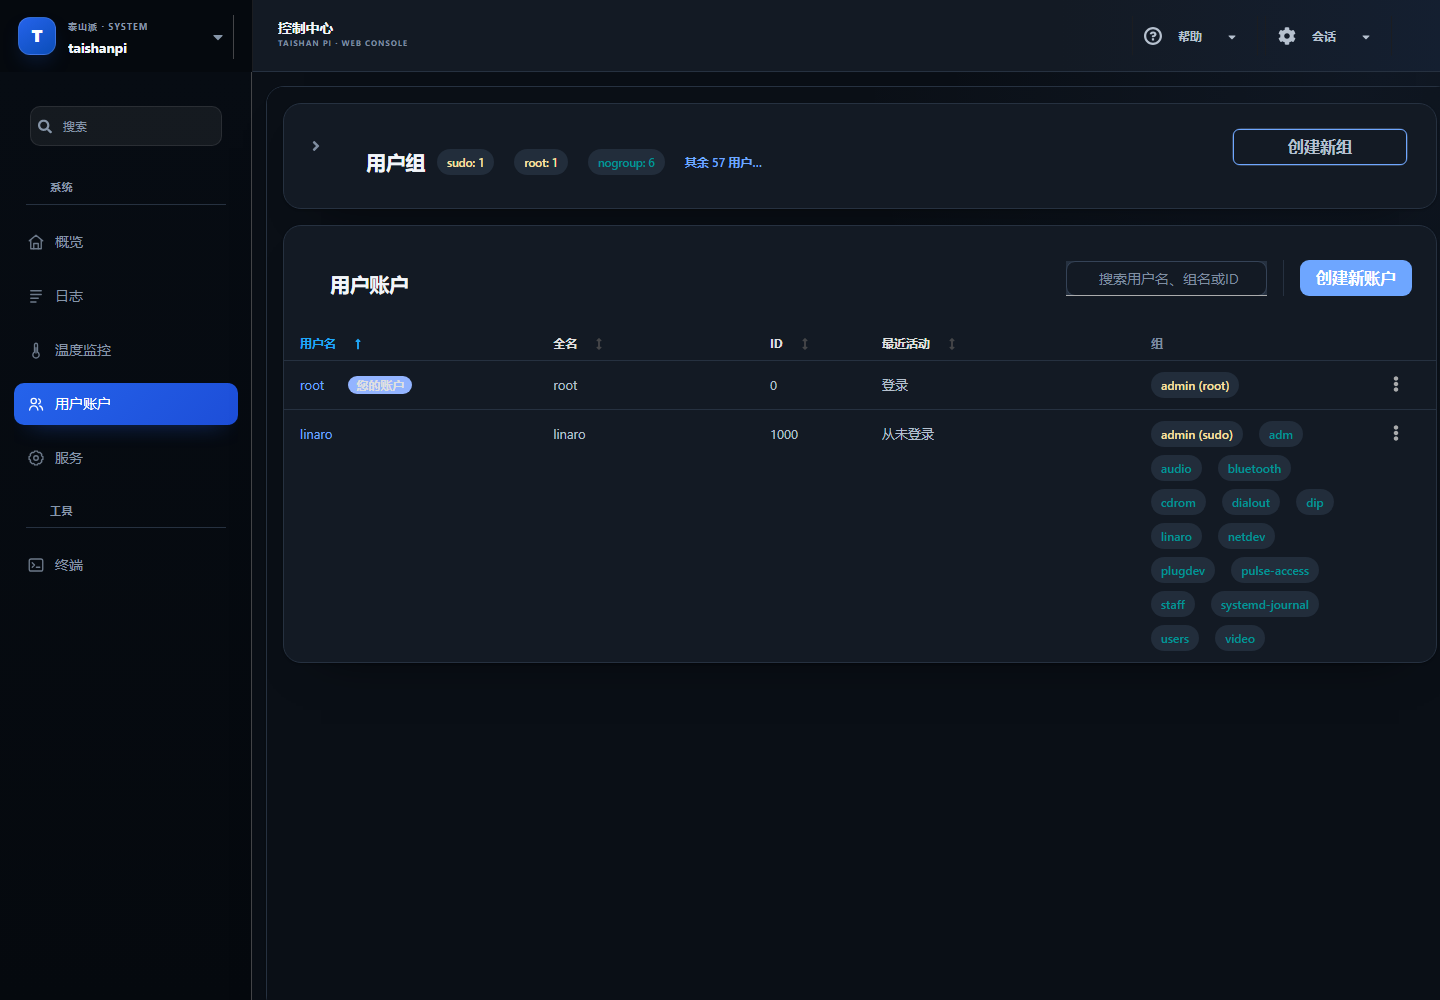 T
泰山派 · SYSTEM
taishanpi
控制中心
TAISHAN PI · WEB CONSOLE
帮助
会话
搜索
系统
概览
日志
温度监控
用户账户
服务
工具
终端
用户组 sudo: 1 root: 1 nogroup: 6 其余 57 用户... 创建新组
用户账户 搜索用户名、组名或ID 创建新账户
用户名 全名 ID 最近活动 组
root 您的账户 root 0 登录 admin (root)
linaro linaro 1000 从未登录 admin (sudo) adm
audio bluetooth
cdrom dialout dip
linaro netdev
plugdev pulse-access
staff systemd-journal
users video